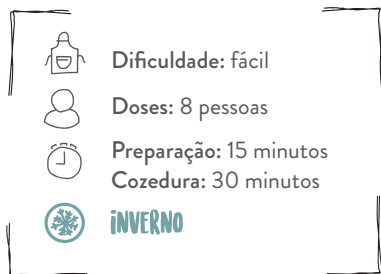 Dificuldade: fácil
Doses: 8 pessoas
Preparação: 15 minutos
Cozedura: 30 minutos
iNVERNO